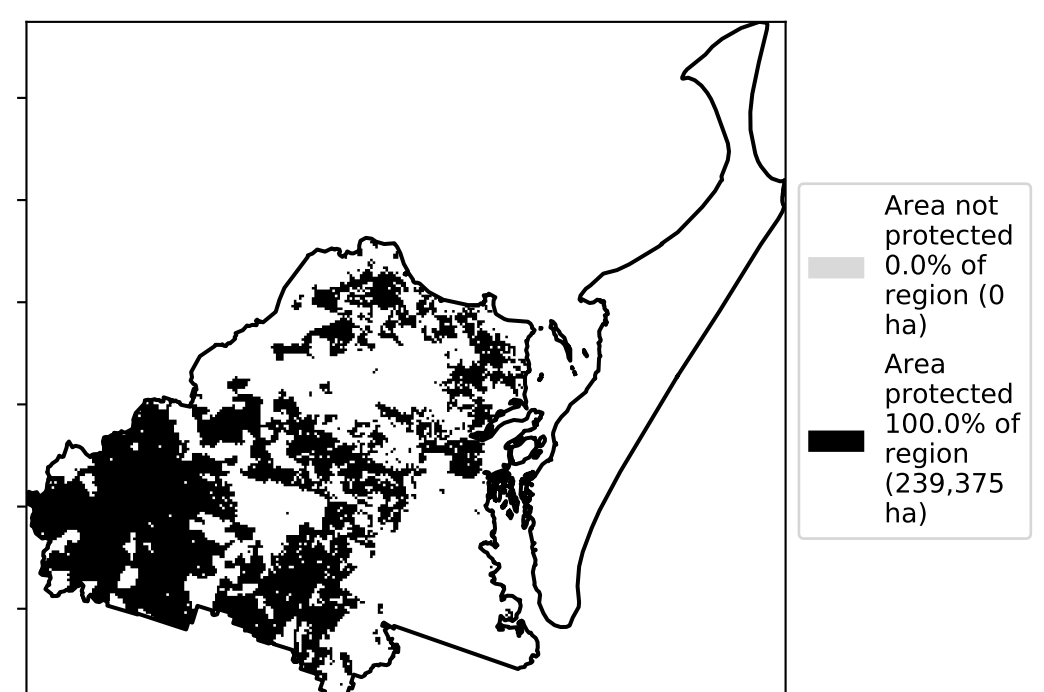 Area not
protected
0.0% of
region (0
ha)
Area
protected
100.0% of
region
(239,375
ha)